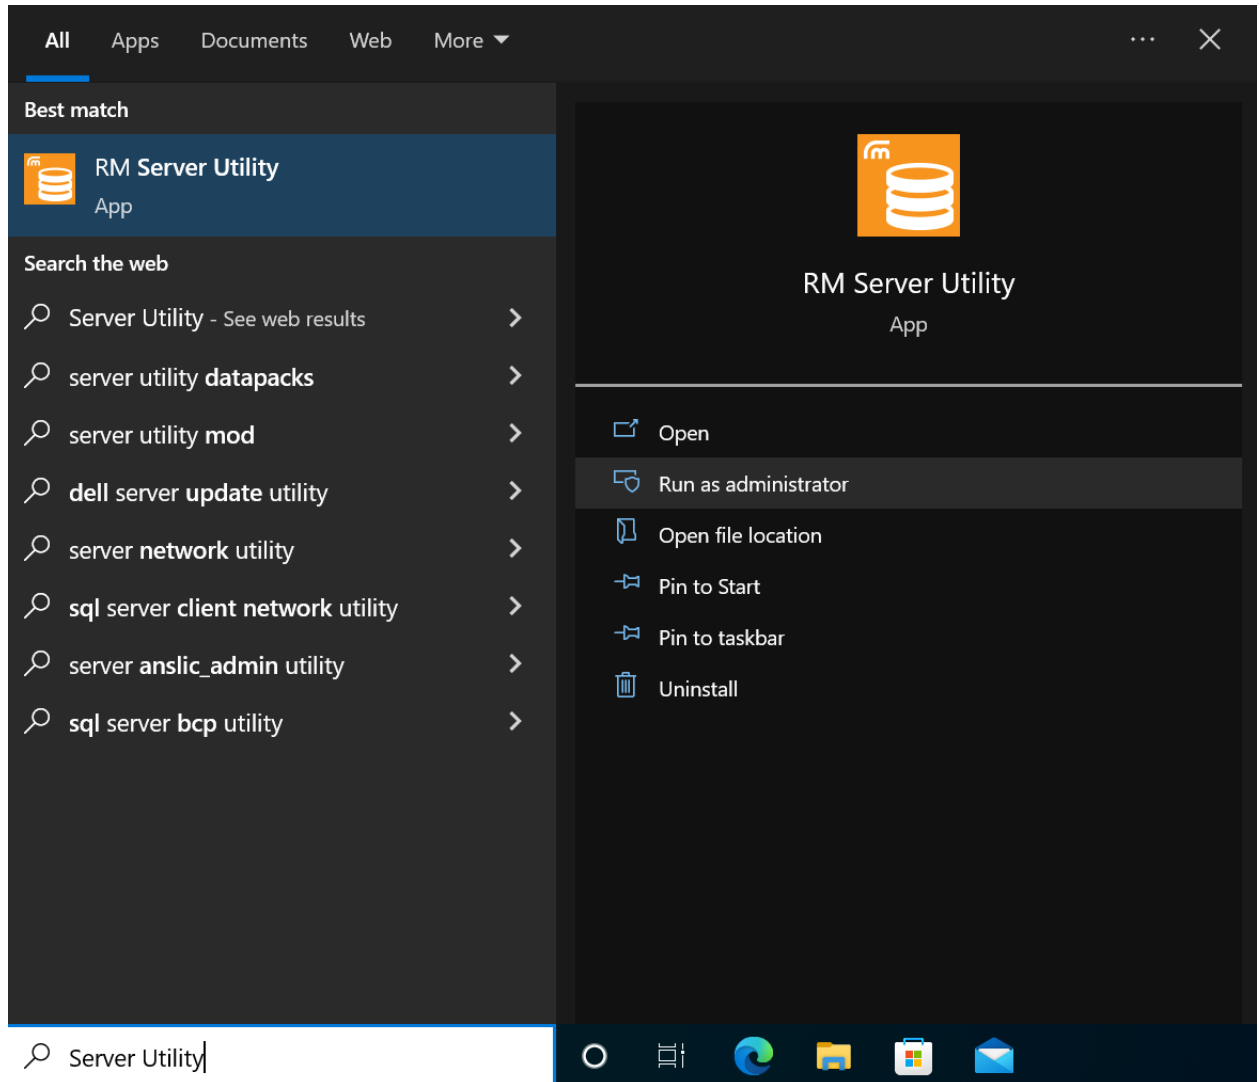 All Apps Documents Web More
Best match
RM Server Utility
App
Search the web
Server Utility - See web results
server utility datapacks
server utility mod
dell server update utility
server network utility
sql server client network utility
server anslic_admin utility
sql server bcp utility
rm
RM Server Utility
App
Open
Run as administrator
Open file location
Pin to Start
Pin to taskbar
Uninstall
Server Utility